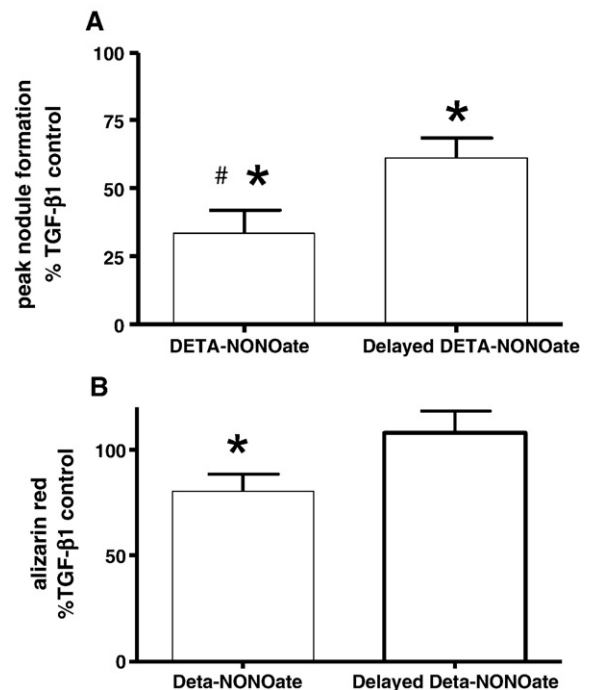 A
100
75
50
25
0
peak nodule formation
% TGF-β1 control
# *
*
DETA-NONOate
Delayed DETA-NONOate
B
100
50
0
alizarin red
%TGF-β1 control
*
Deta-NONOate
Delayed Deta-NONOate